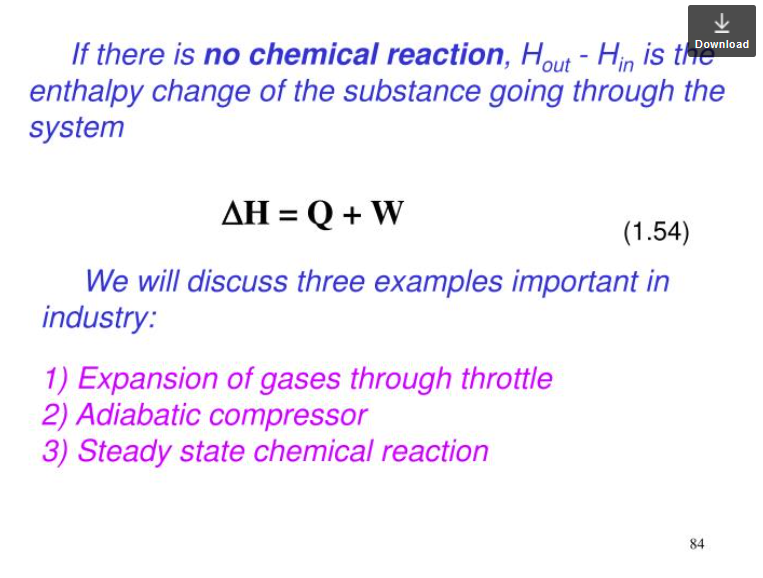 Download
If there is no chemical reaction, Hout - Hin is the
enthalpy change of the substance going through the
system
ΔH = Q + W
(1.54)
We will discuss three examples important in
industry:
1) Expansion of gases through throttle
2) Adiabatic compressor
3) Steady state chemical reaction
84